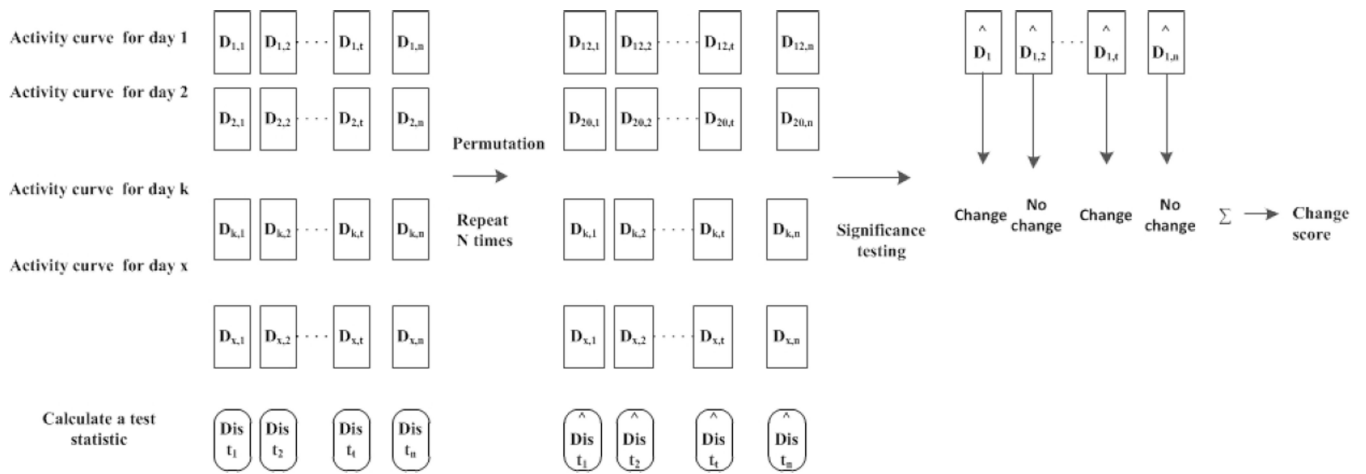 Activity curve for day 1
D1,1 D1,2 ···· D1,t D1,n
D12,1 D12,2 ···· D12,t D12,n
^ ^ ^ ^
D1 D1,2 ···· D1,t D1,n
Activity curve for day 2
D2,1 D2,2 ···· D2,t D2,n
D20,1 D20,2 ···· D20,t D20,n
Permutation
Activity curve for day k
Repeat
N times
Dk,1 Dk,2 ···· Dk,t Dk,n
Dk,1 Dk,2 ···· Dk,t Dk,n
Significance
testing
Change No change Change No change Σ Change score
Activity curve for day x
Dx,1 Dx,2 ···· Dx,t Dx,n
Dx,1 Dx,2 ···· Dx,t Dx,n
Calculate a test
statistic
Dis Dis Dis Dis
t1 t2 tt tn
^ ^ ^ ^
Dis Dis Dis Dis
t1 t2 tt tn